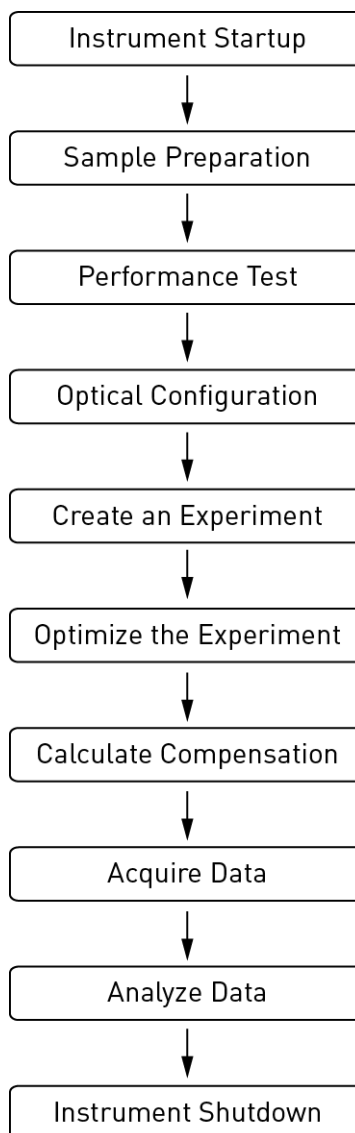 Instrument Startup
Sample Preparation
Performance Test
Optical Configuration
Create an Experiment
Optimize the Experiment
Calculate Compensation
Acquire Data
Analyze Data
Instrument Shutdown